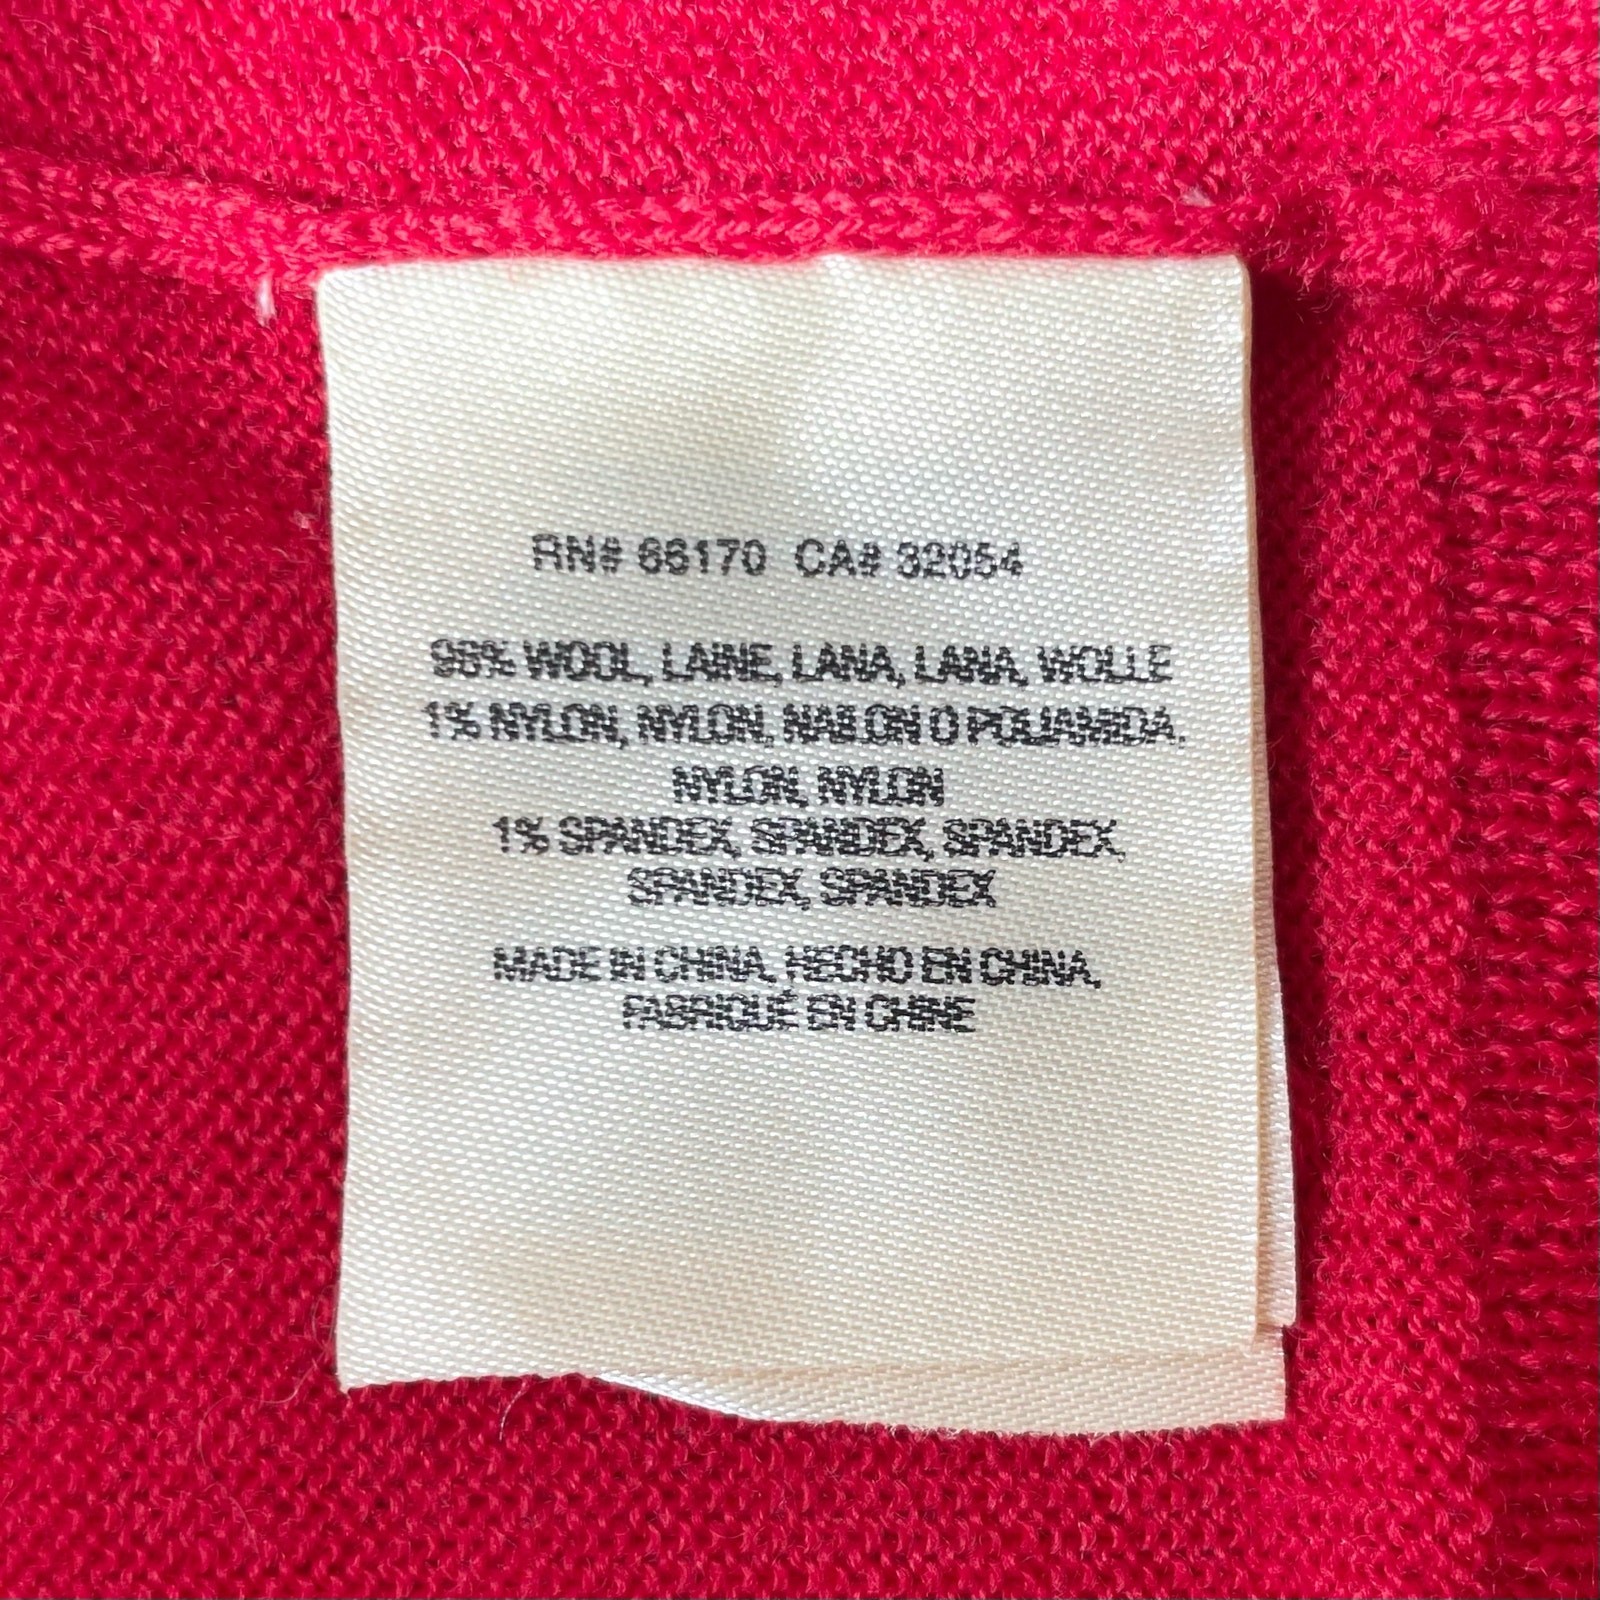 RN# 66170 CA# 32054
98% WOOL, LAINE, LANA, LANA, WOLLE
1% NYLON, NYLON, NAILON O POLIAMIDA,
NYLON, NYLON
1% SPANDEX, SPANDEX, SPANDEX,
SPANDEX, SPANDEX
MADE IN CHINA, HECHO EN CHINA,
FABRIQUÉ EN CHINE